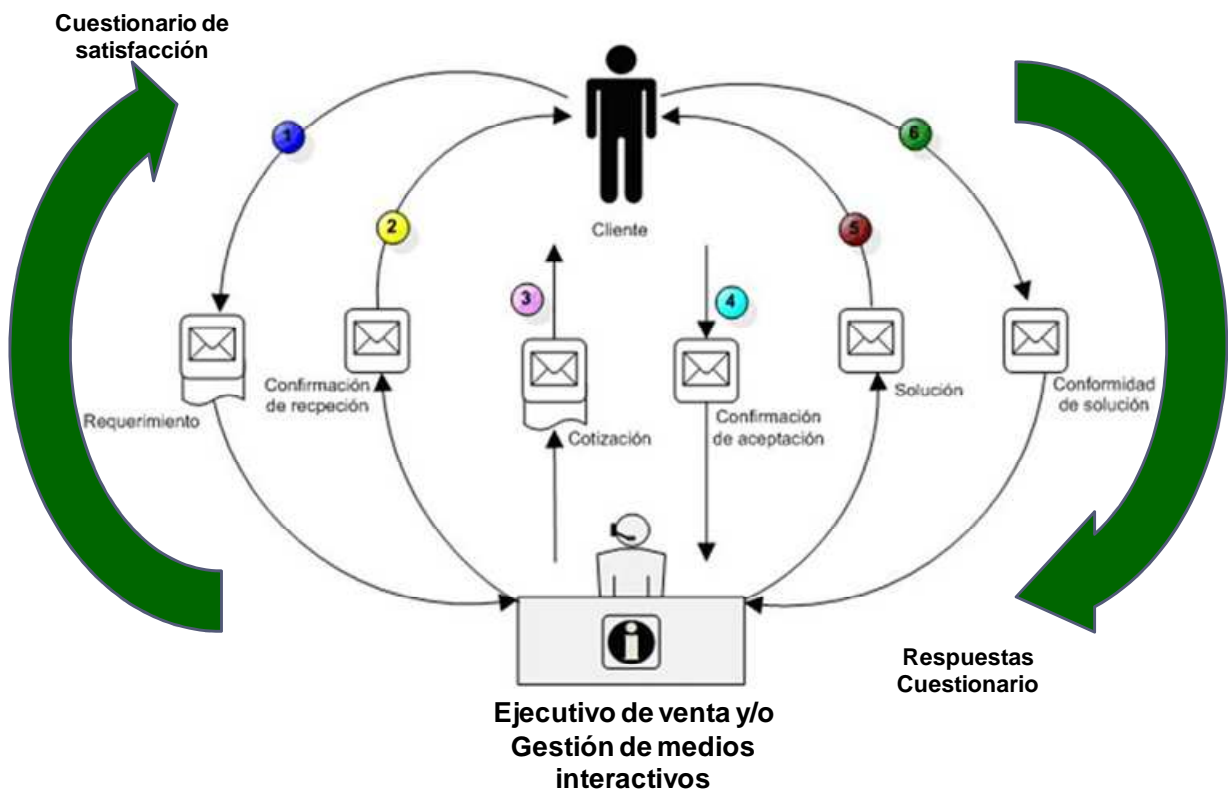 Cuestionario de
satisfacción
1
6
2
5
Cliente
3
4
Requerimiento
Confirmación
de recpeción
Cotización
Confirmación
de aceptación
Solución
Conformidad
de solución
i
Respuestas
Cuestionario
Ejecutivo de venta y/o
Gestión de medios
interactivos